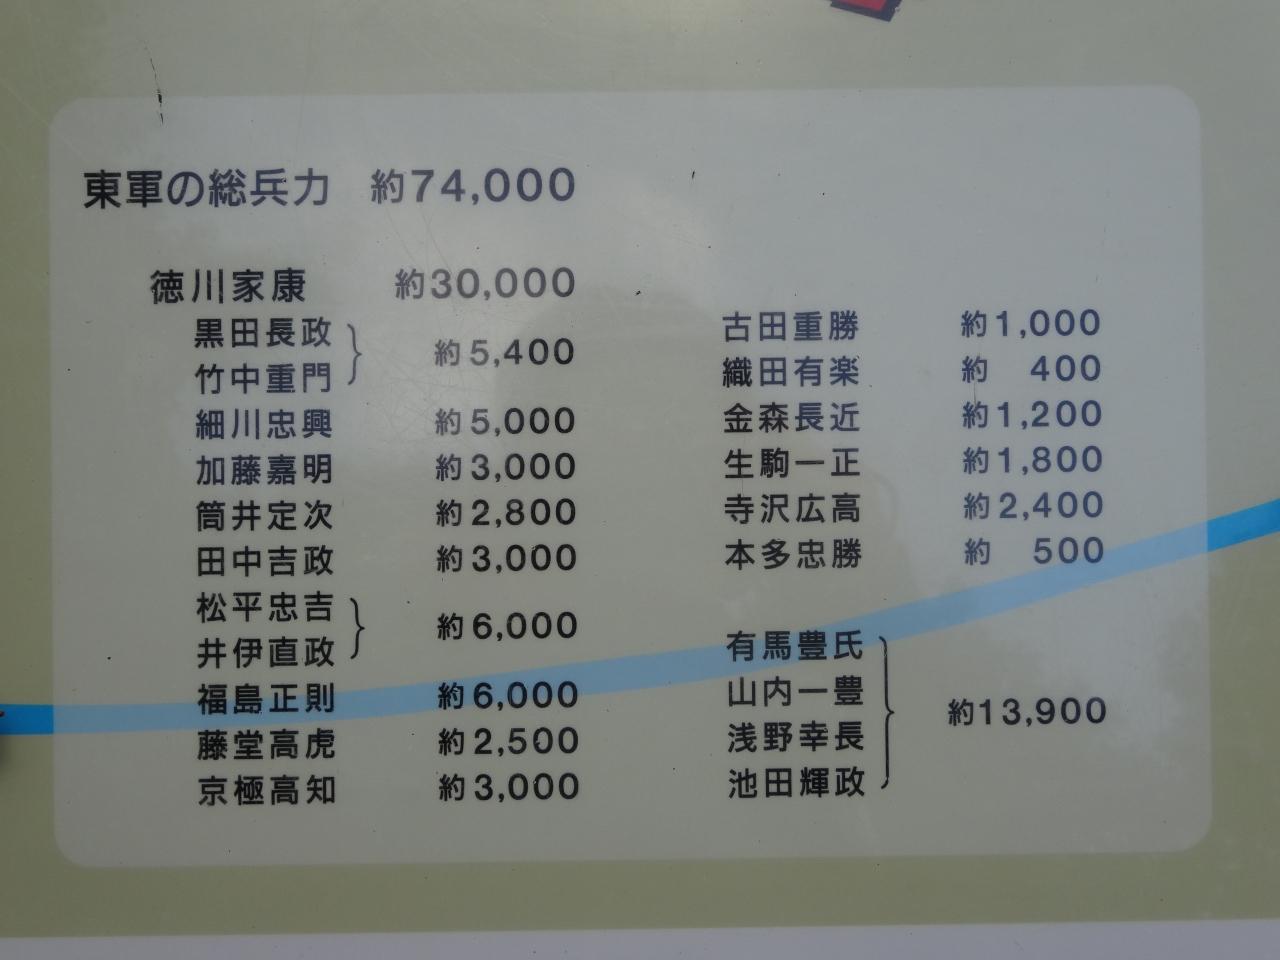 東軍の総兵力 約74,000
徳川家康 約30,000
黒田長政
竹中重門 約5,400
細川忠興 約5,000
加藤嘉明 約3,000
筒井定次 約2,800
田中吉政 約3,000
松平忠吉
井伊直政 約6,000
福島正則 約6,000
藤堂高虎 約2,500
京極高知 約3,000
古田重勝 約1,000
織田有楽 約 400
金森長近 約1,200
生駒一正 約1,800
寺沢広高 約2,400
本多忠勝 約 500
有馬豊氏
山内一豊
浅野幸長
池田輝政 約13,900